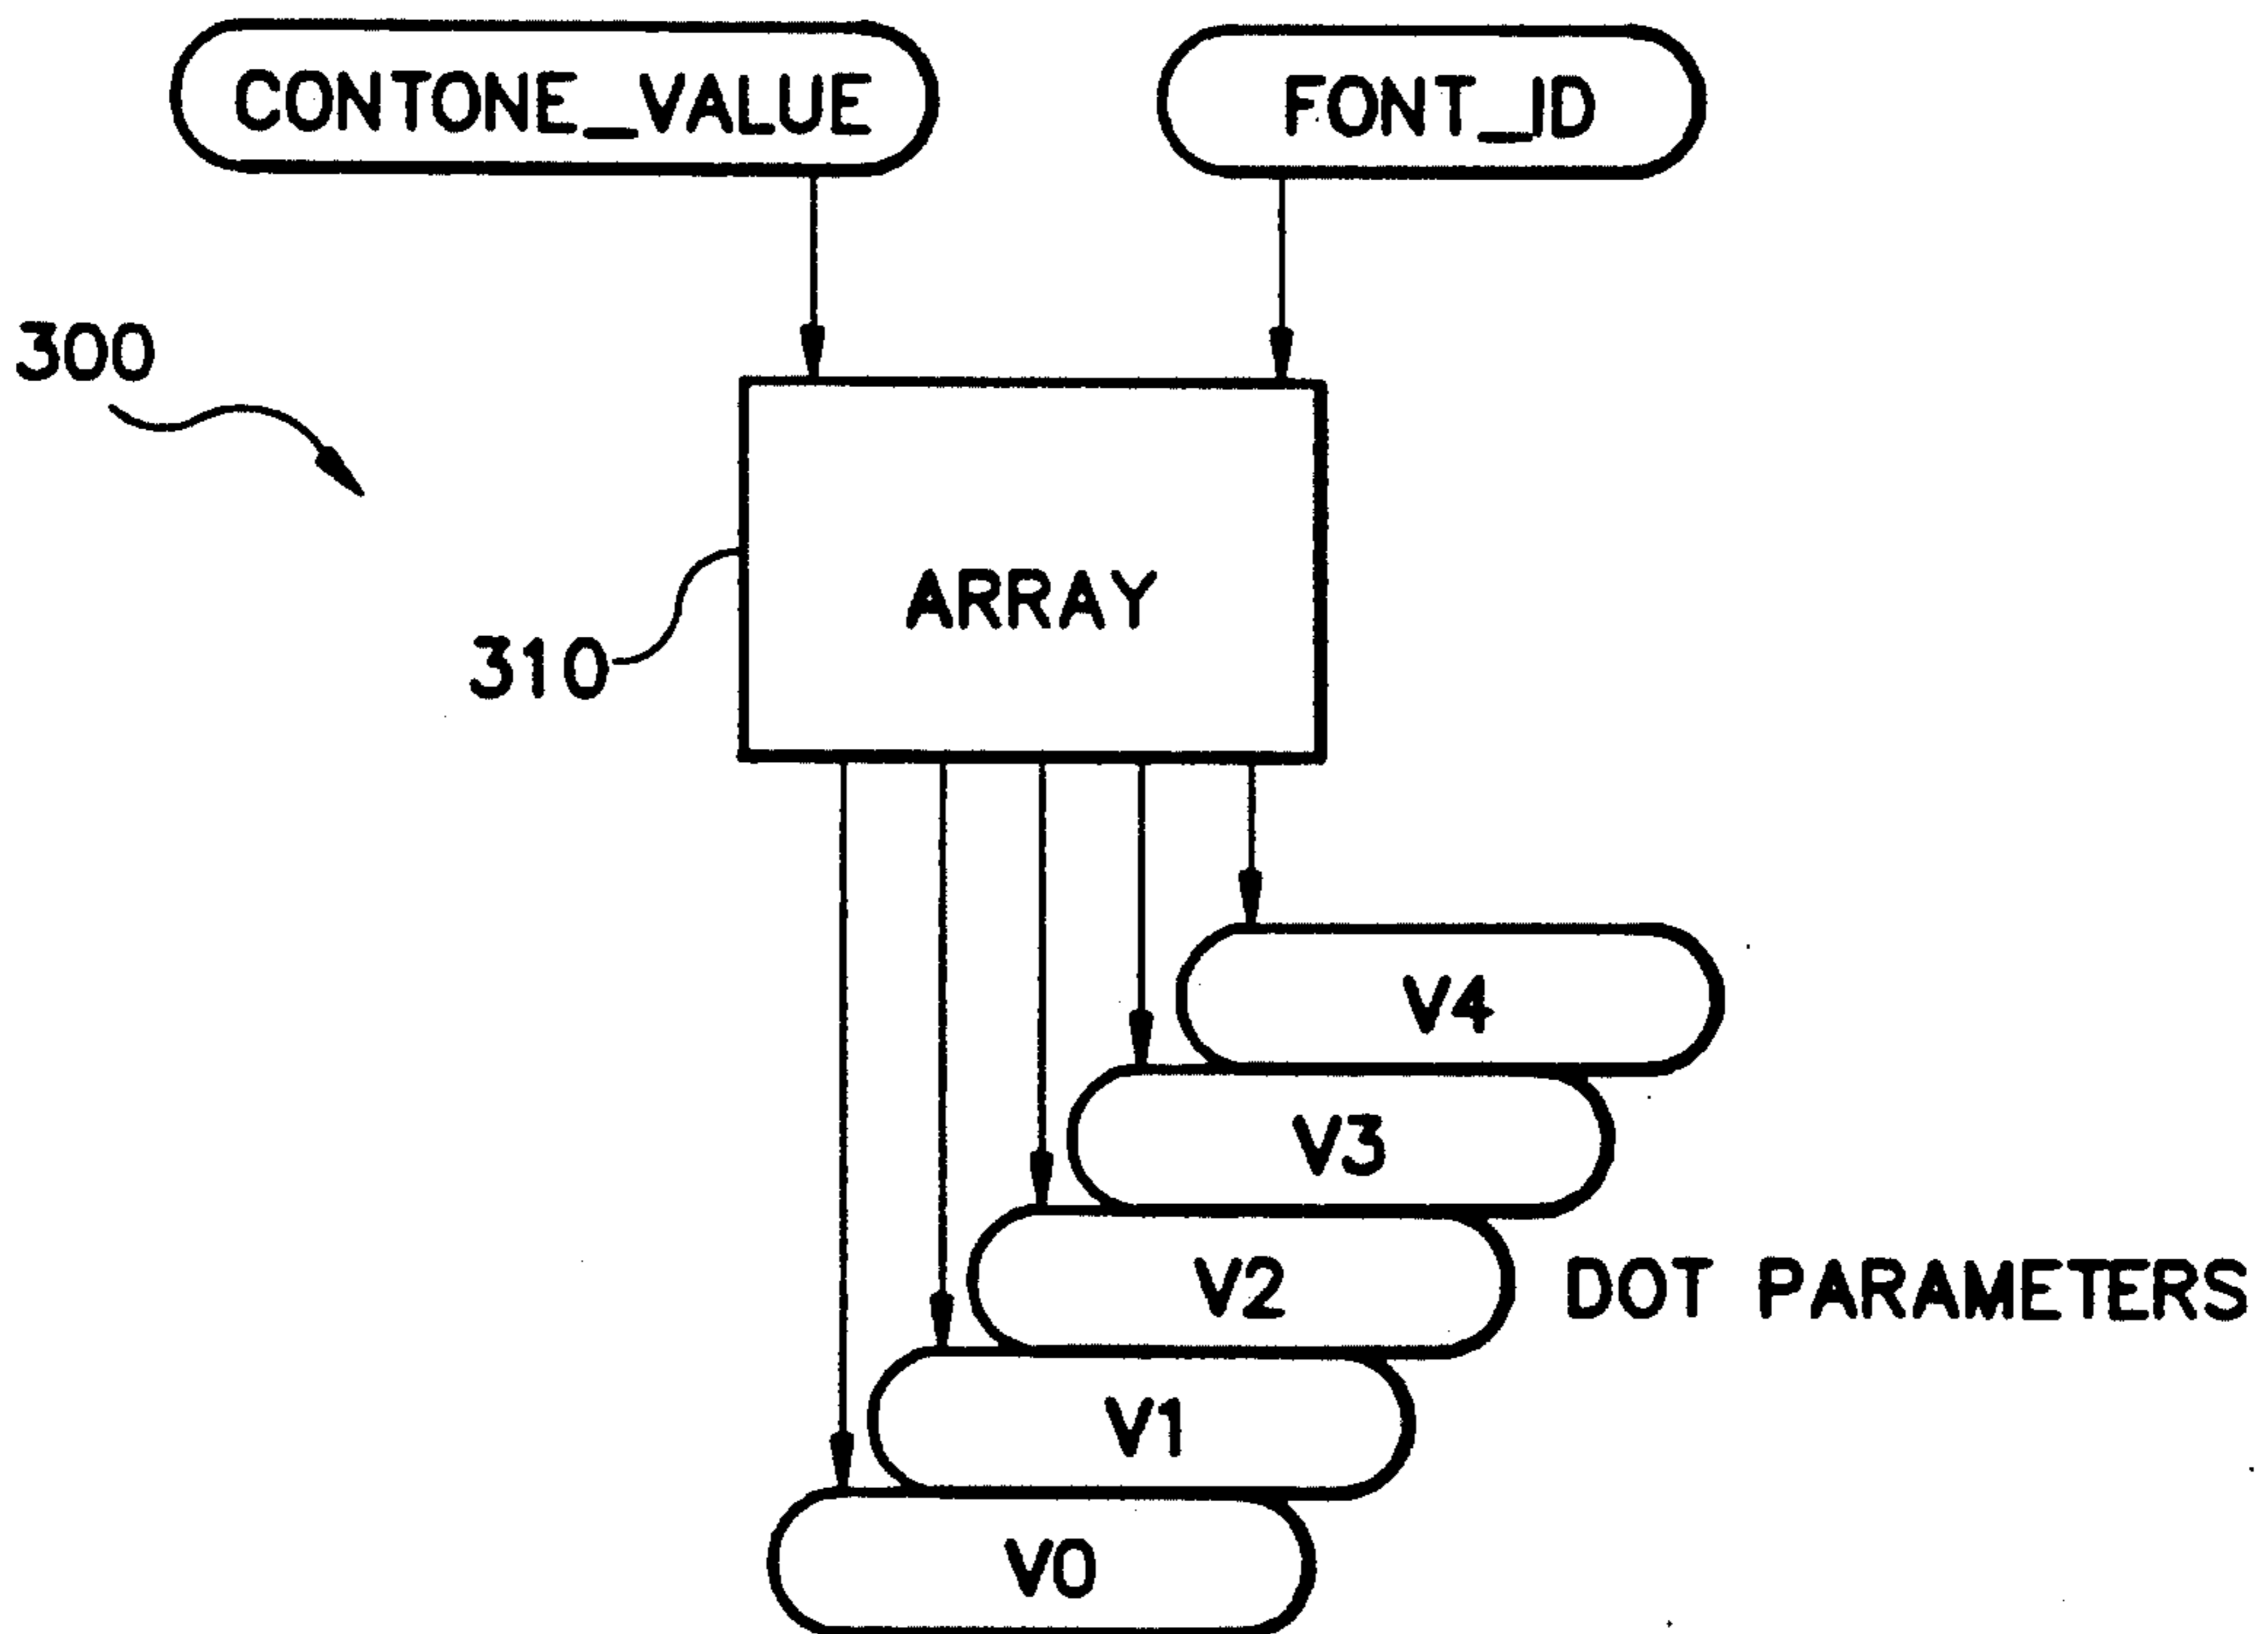 CONTONE_VALUE
FONT_ID
300
ARRAY
310
V4
V3
V2
DOT PARAMETERS
V1
V0